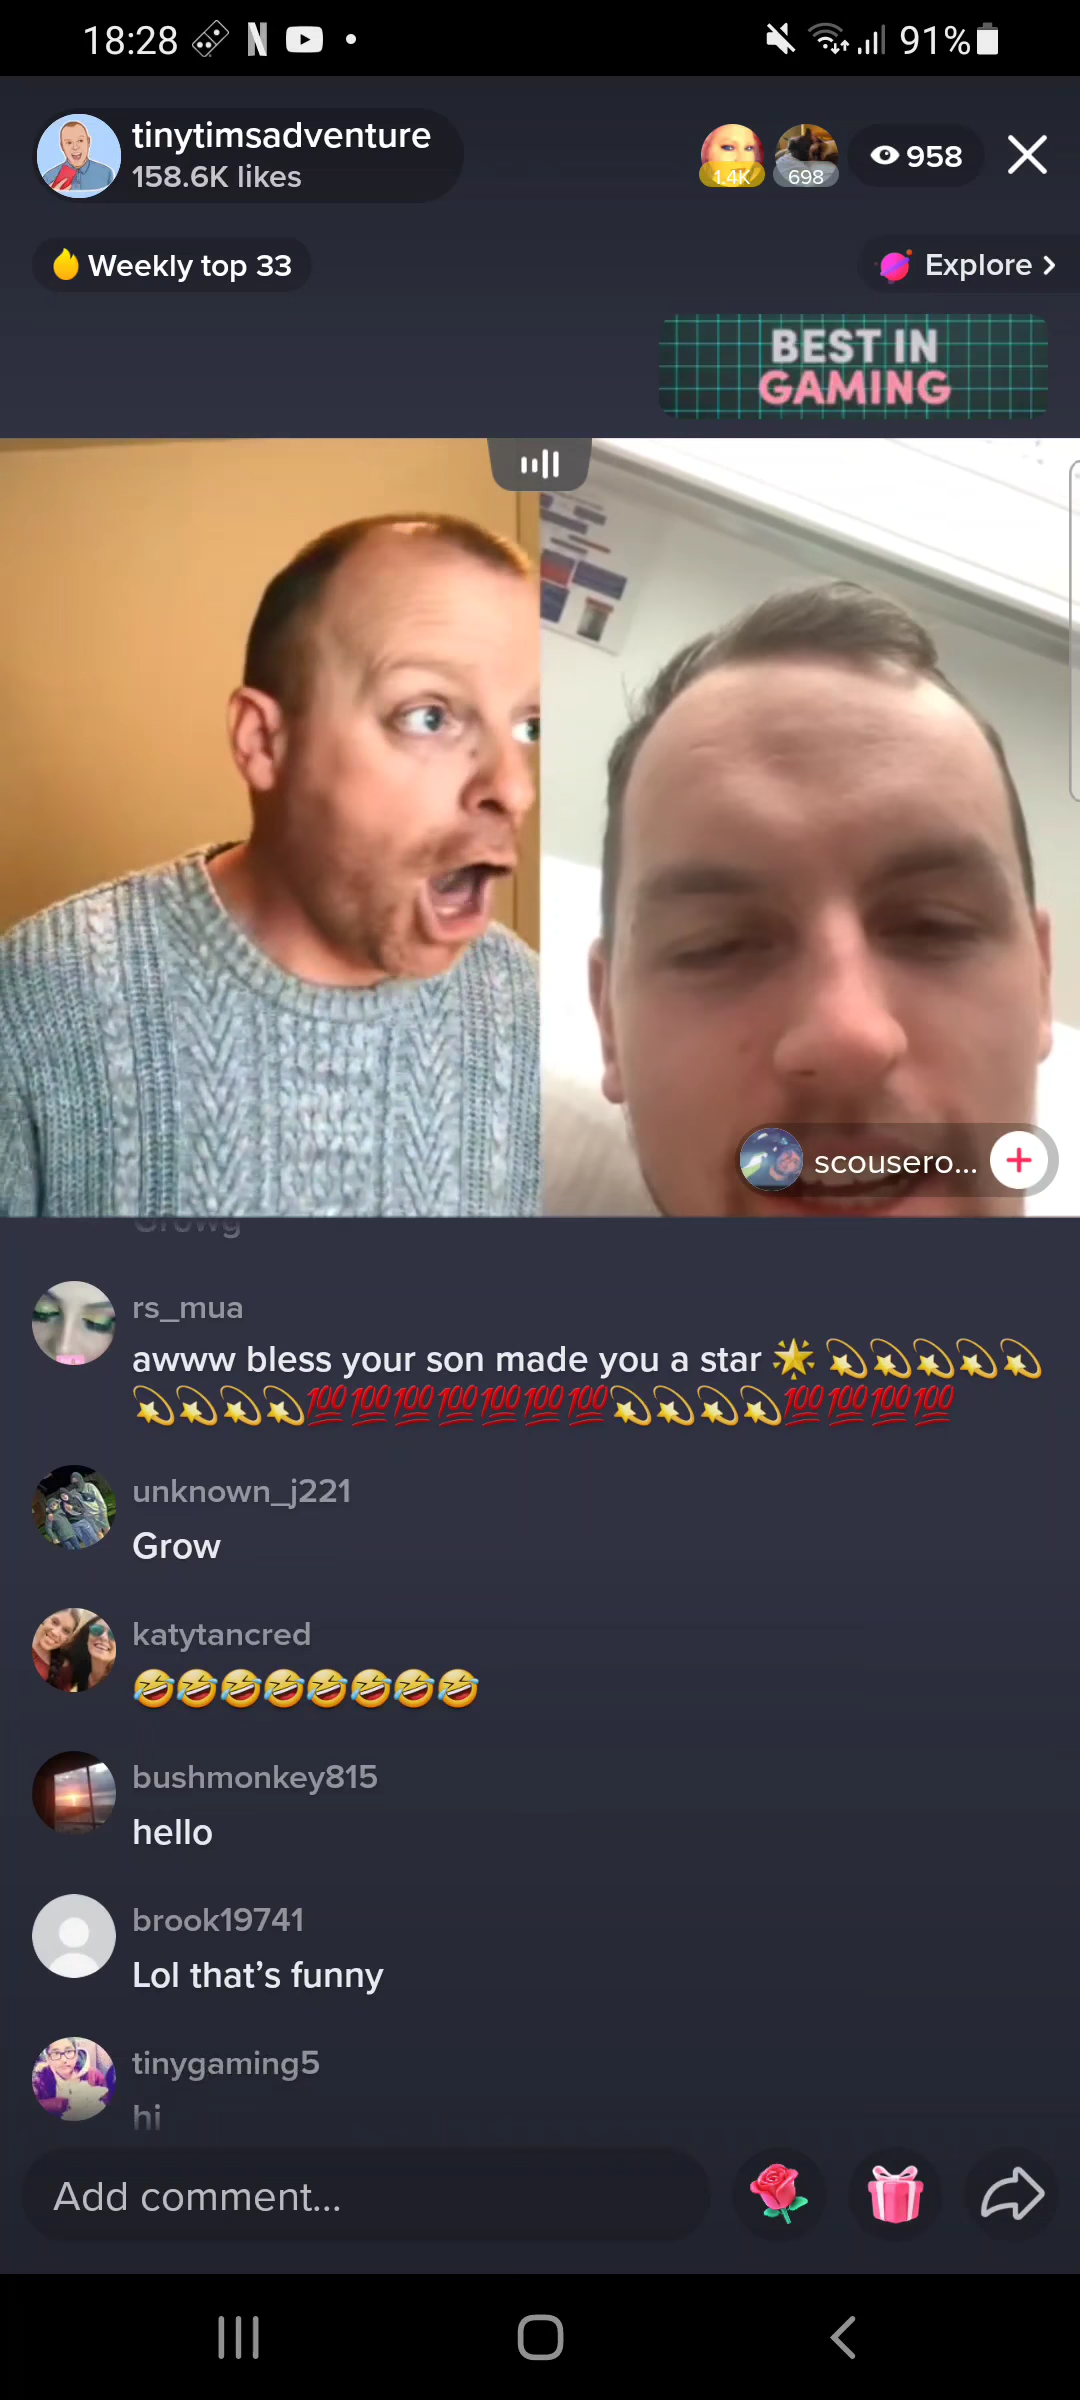 18:28
91%
tinytimsadventure
158.6K likes
1.4K
698
958
Weekly top 33
Explore
BEST IN
GAMING
scousero...
rs_mua
awww bless your son made you a star 🌟 💫💫💫💫💫
💫💫💫💫💯💯💯💯💯💯💯💫💫💫💫💯💯💯💯
unknown_j221
Grow
katytancred
🤣🤣🤣🤣🤣🤣🤣🤣
bushmonkey815
hello
brook19741
Lol that’s funny
tinygaming5
hi
Add comment...